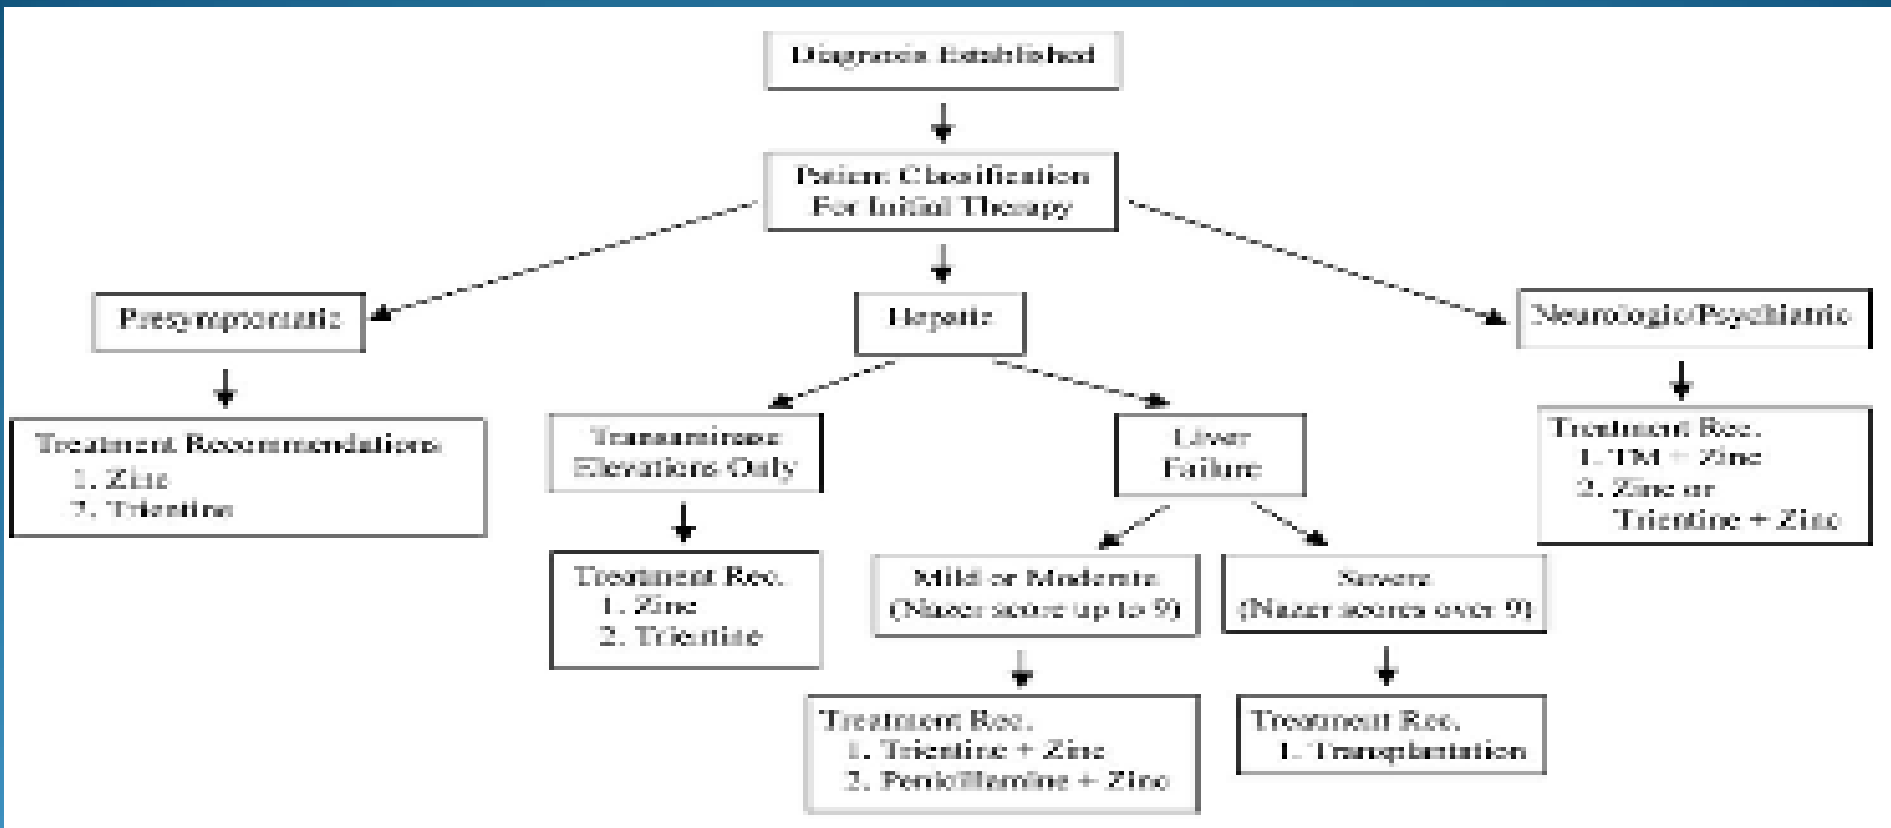 Diagnosis Established
Patient Classification
For Initial Therapy
Presymptomatic
Hepatic
Neurologic/Psychiatric
Treatment Recommendations
1. Zinc
2. Trientine
Transaminase
Elevations Only
Liver
Failure
Treatment Rec.
1. TM + Zinc
2. Zinc or
Trientine + Zinc
Treatment Rec.
1. Zinc
2. Trientine
Mild or Moderate
(Nazer score up to 9)
Severe
(Nazer scores over 9)
Treatment Rec.
1. Trientine + Zinc
2. Penicillamine + Zinc
Treatment Rec.
1. Transplantation